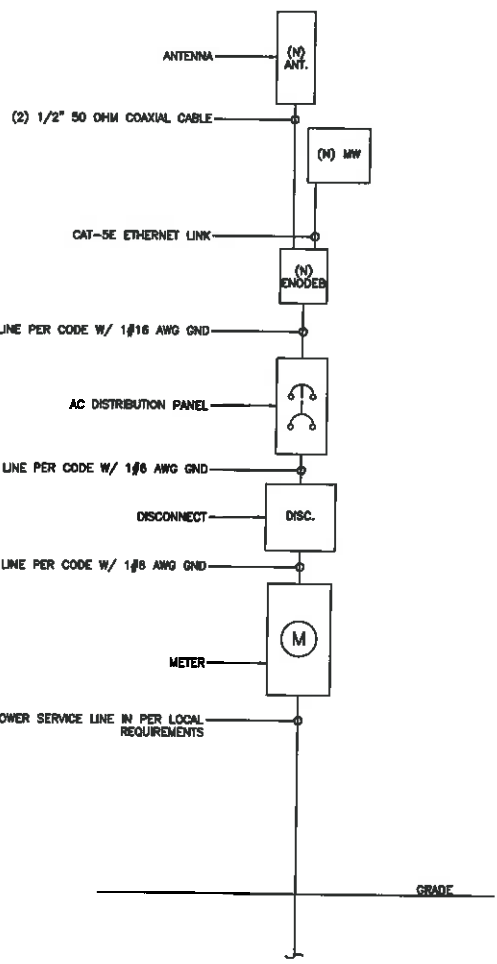 ANTENNA
(N)
ANT.
(2) 1/2" 50 OHM COAXIAL CABLE
(N) MW
CAT-5E ETHERNET LINK
(N)
ENODEB
LINE PER CODE W/ 1#16 AWG GND
AC DISTRIBUTION PANEL
LINE PER CODE W/ 1#6 AWG GND
DISCONNECT
DISC.
LINE PER CODE W/ 1#8 AWG GND
M
METER
OWER SERVICE LINE IN PER LOCAL
REQUIREMENTS
GRADE